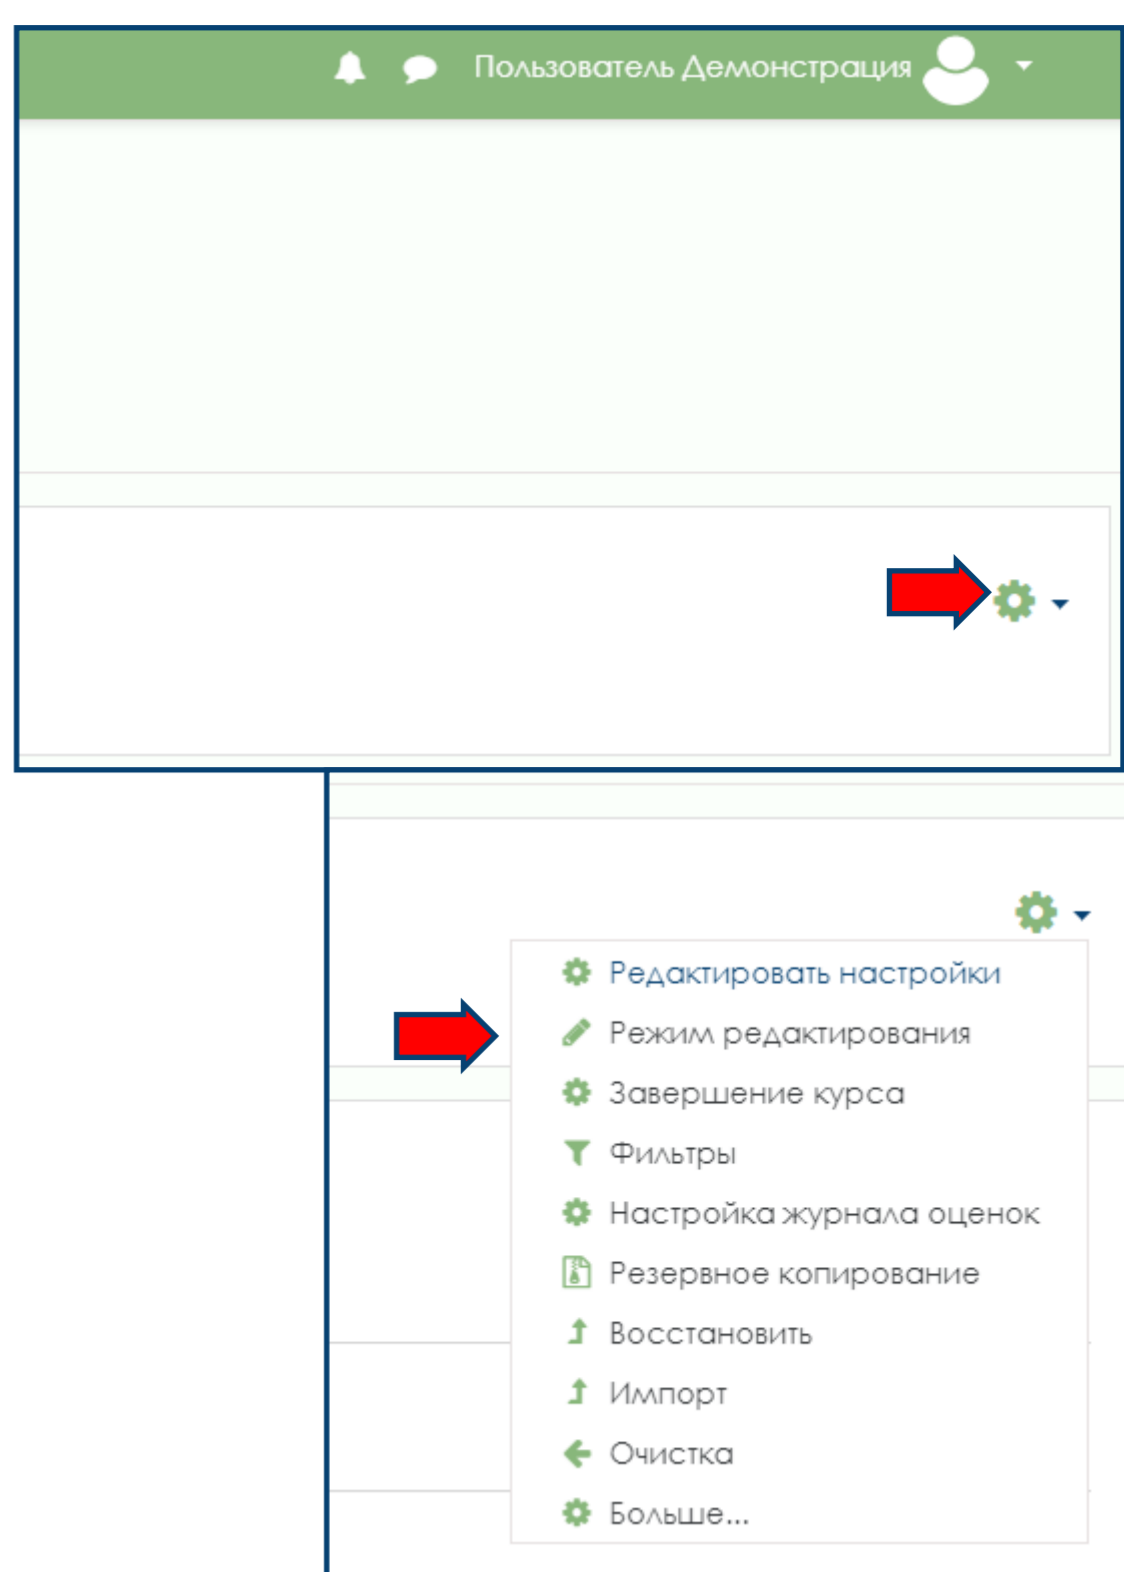 Пользователь Демонстрация
Редактировать настройки
Режим редактирования
Завершение курса
Фильтры
Настройка журнала оценок
Резервное копирование
Восстановить
Импорт
Очистка
Больше...